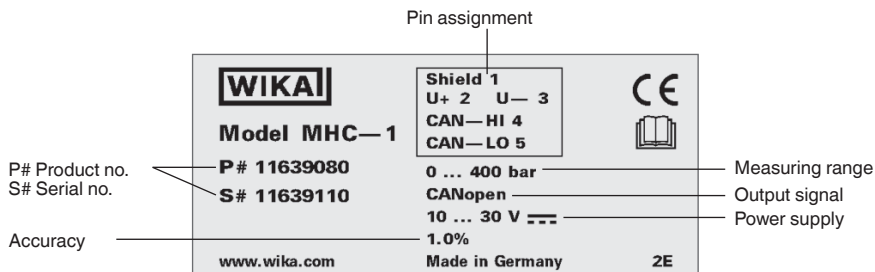 Pin assignment
WIKA
Model MHC—1
P# 11639080
S# 11639110
www.wika.com
Shield 1
U+ 2 U— 3
CAN—HI 4
CAN—LO 5
0 ... 400 bar
CANopen
10 ... 30 V
1.0%
Made in Germany
CE
2E
P# Product no.
S# Serial no.
Accuracy
Measuring range
Output signal
Power supply